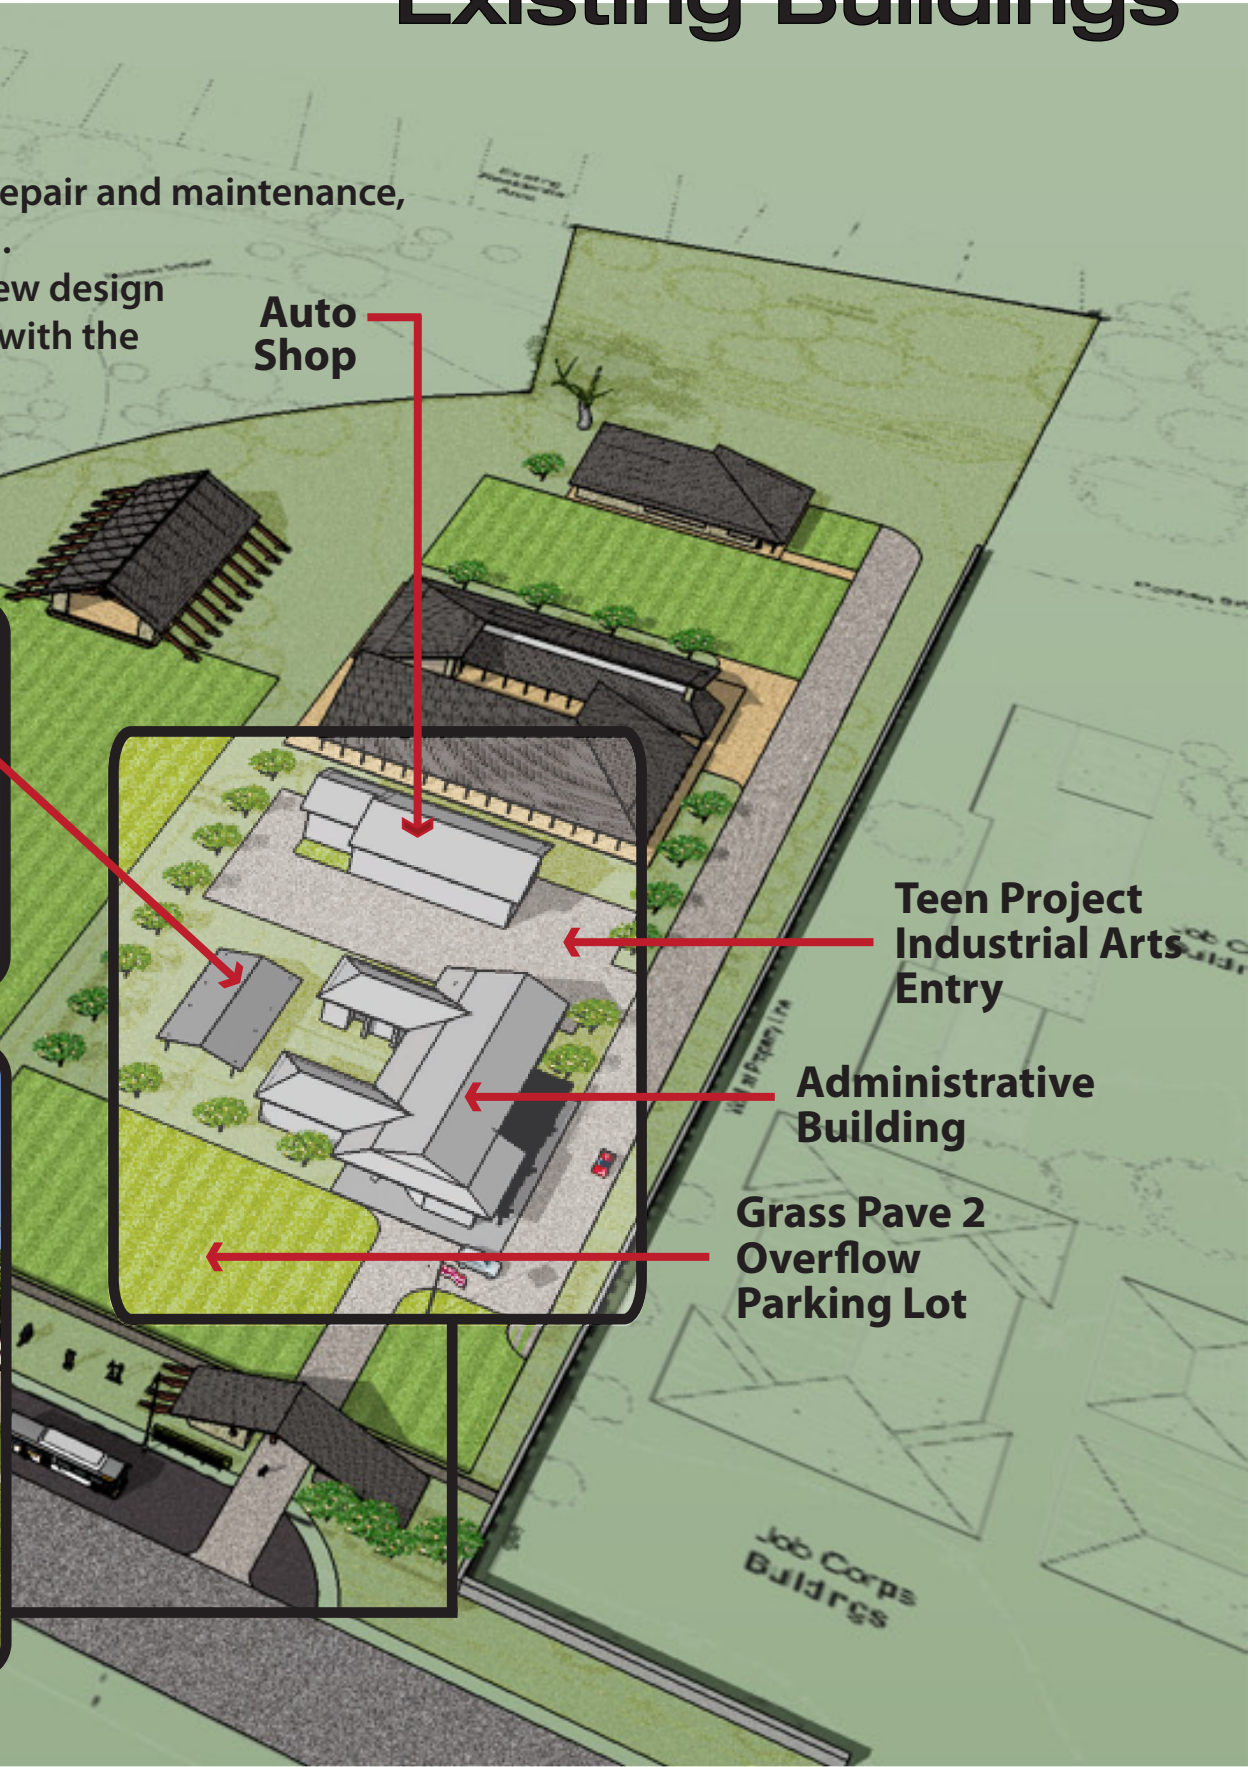 Existing Buildings
epair and maintenance,
.
ew design
with the
Auto
Shop
Teen Project
Industrial Arts
Entry
Administrative
Building
Grass Pave 2
Overflow
Parking Lot
Job Corps
Buildings